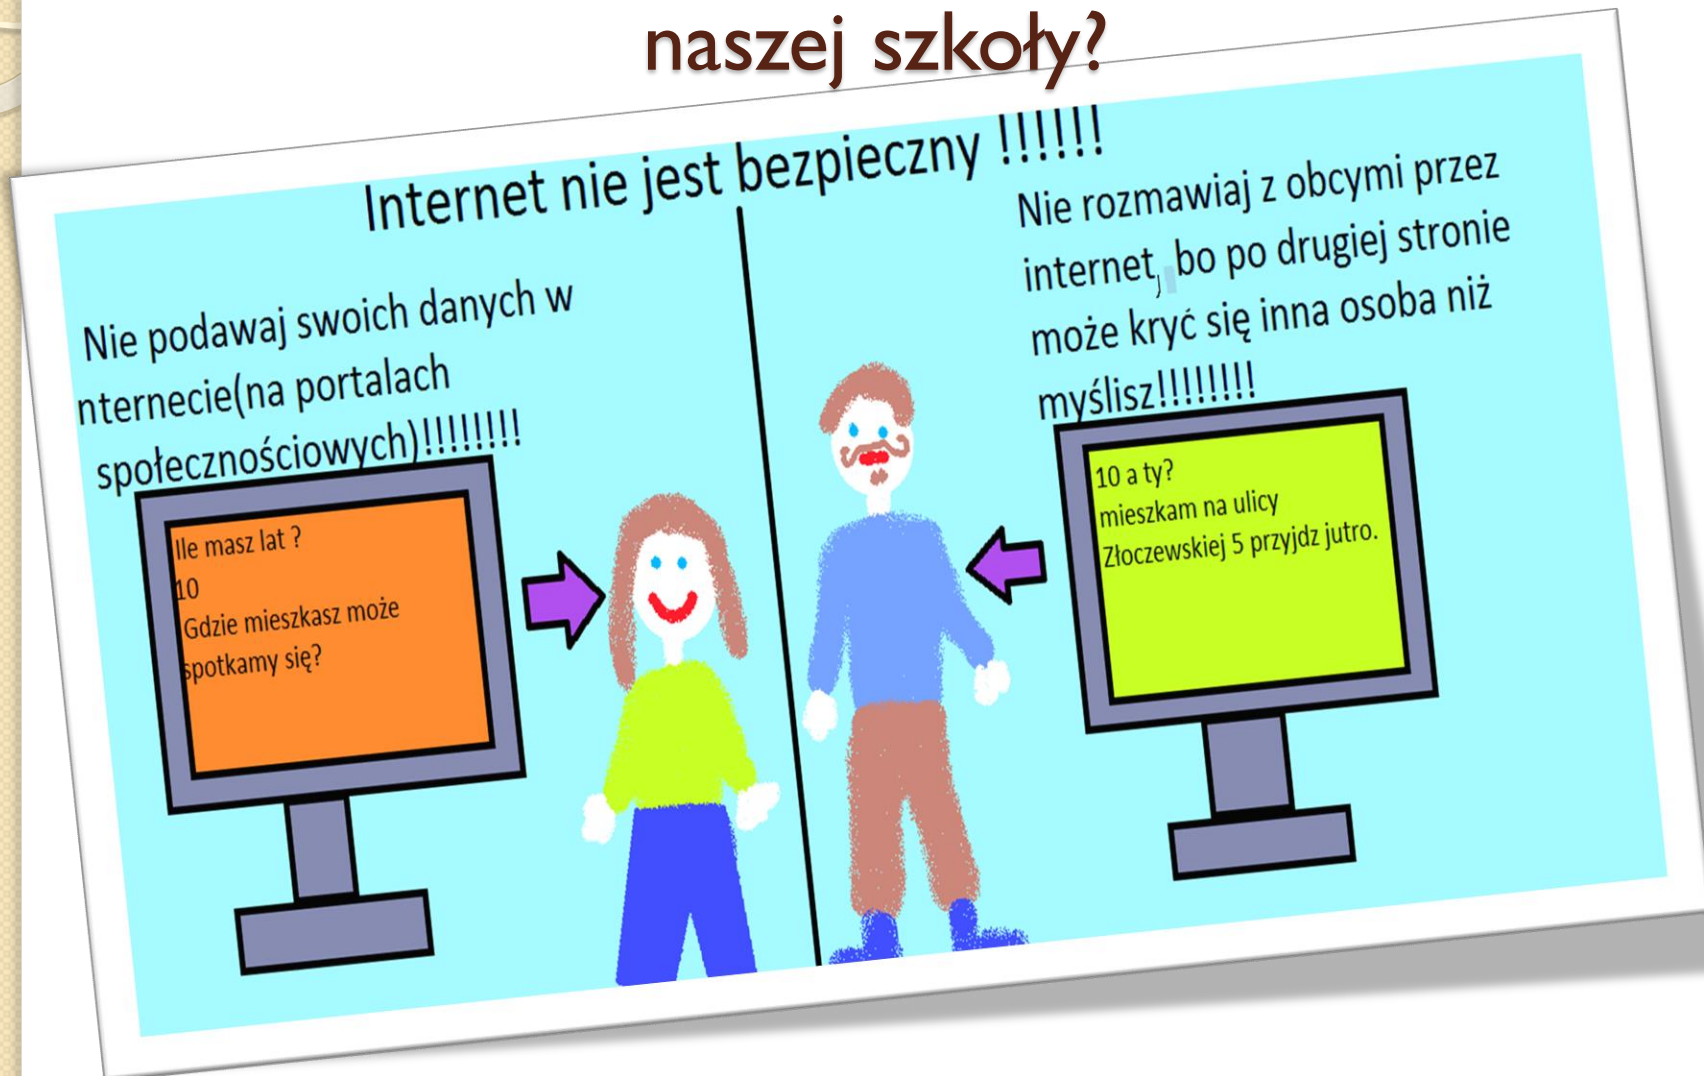 naszej szkoły?
Internet nie jest bezpieczny !!!!!!
Nie podawaj swoich danych w
nternecie(na portalach
społecznościowych)!!!!!!!!
Ile masz lat ?
10
Gdzie mieszkasz może
spotkamy się?
Nie rozmawiaj z obcymi przez
internet, bo po drugiej stronie
może kryć się inna osoba niż
myślisz!!!!!!!!
10 a ty?
mieszkam na ulicy
Złoczewskiej 5 przyjdz jutro.